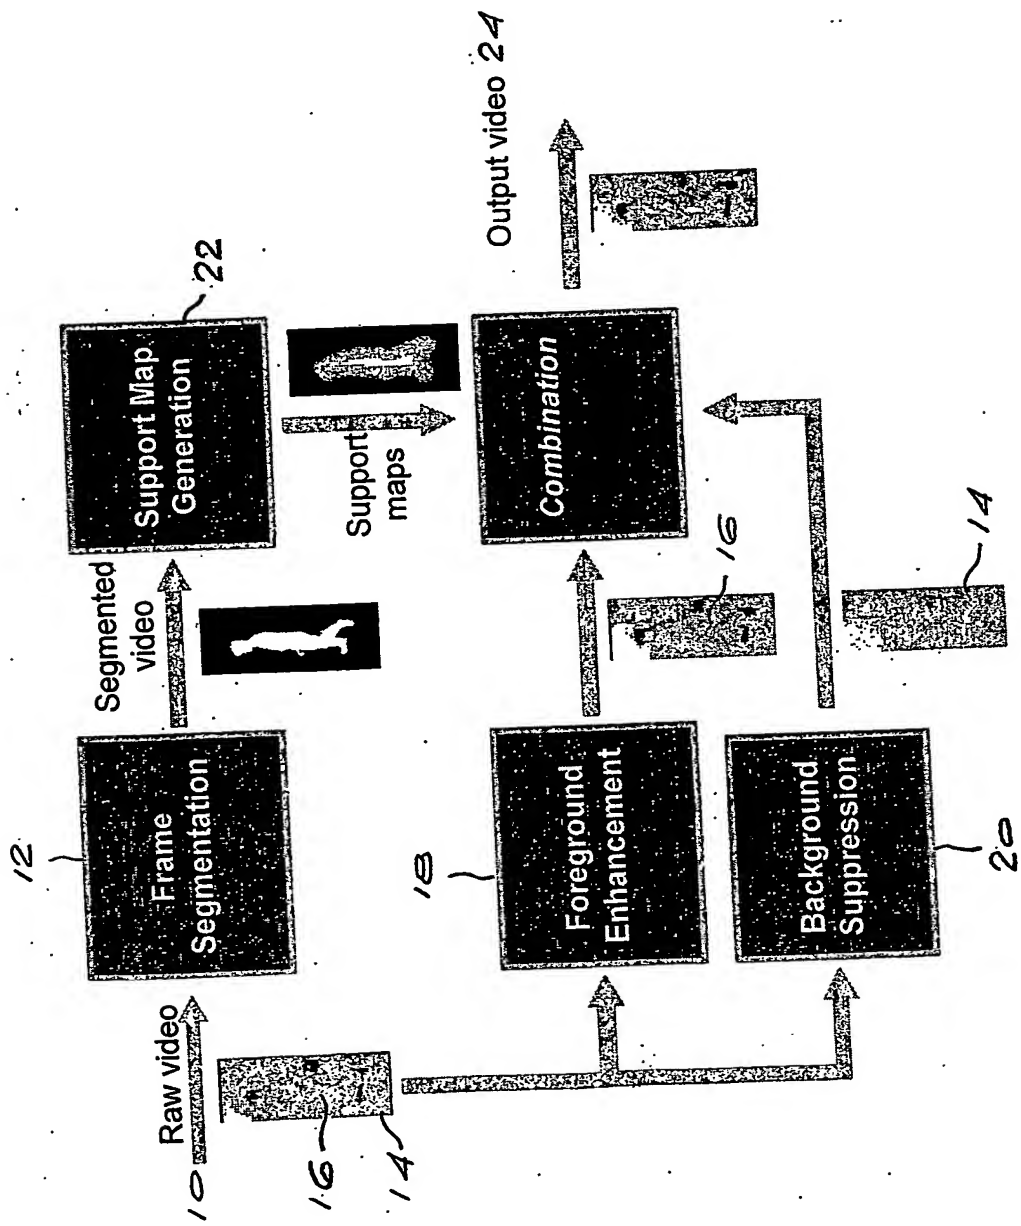 10
Raw video
16
14
12
Frame
Segmentation
Segmented
video
Support Map
Generation
22
Support
maps
18
Foreground
Enhancement
16
Combination
Output video 24
Background
Suppression
20
14